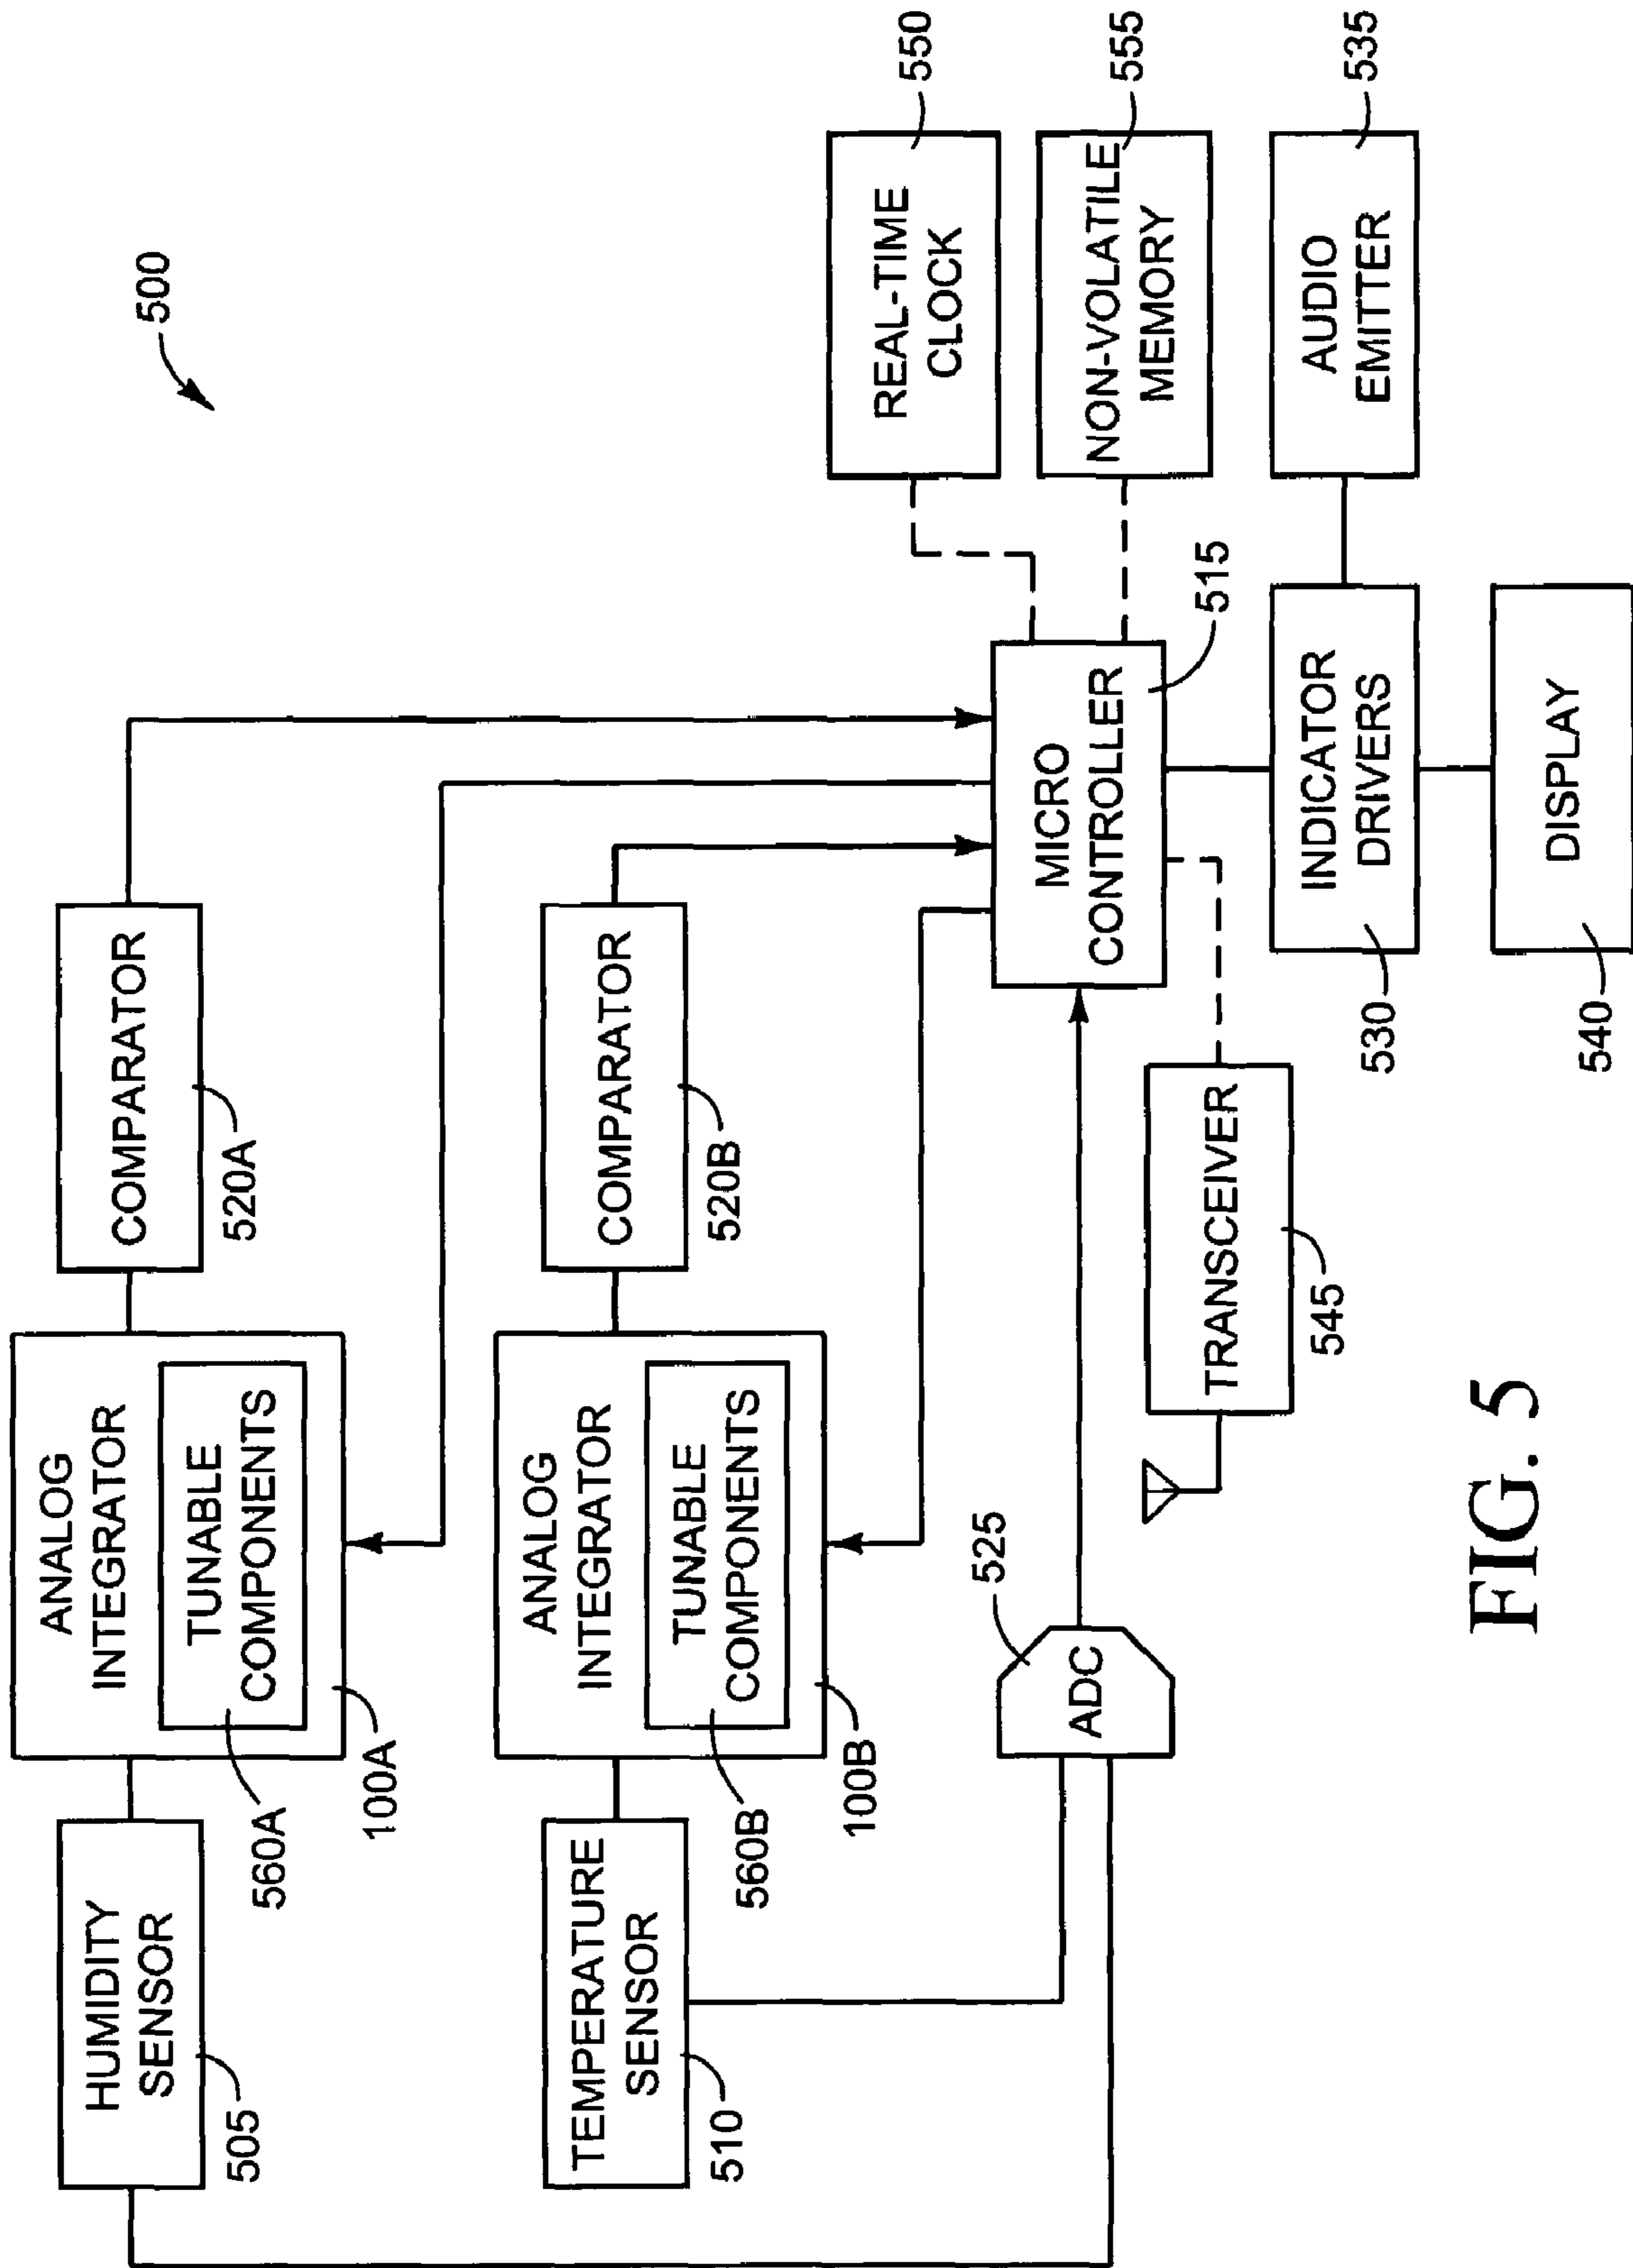 500
HUMIDITY
SENSOR
505
ANALOG
INTEGRATOR
TUNABLE
COMPONENTS
560A
100A
COMPARATOR
520A
TEMPERATURE
SENSOR
510
ANALOG
INTEGRATOR
TUNABLE
COMPONENTS
560B
100B
COMPARATOR
520B
REAL-TIME
CLOCK
550
NON-VOLATILE
MEMORY
555
ADC
525
MICRO
CONTROLLER
515
TRANSCEIVER
545
INDICATOR
DRIVERS
530
AUDIO
EMITTER
535
DISPLAY
540
FIG. 5